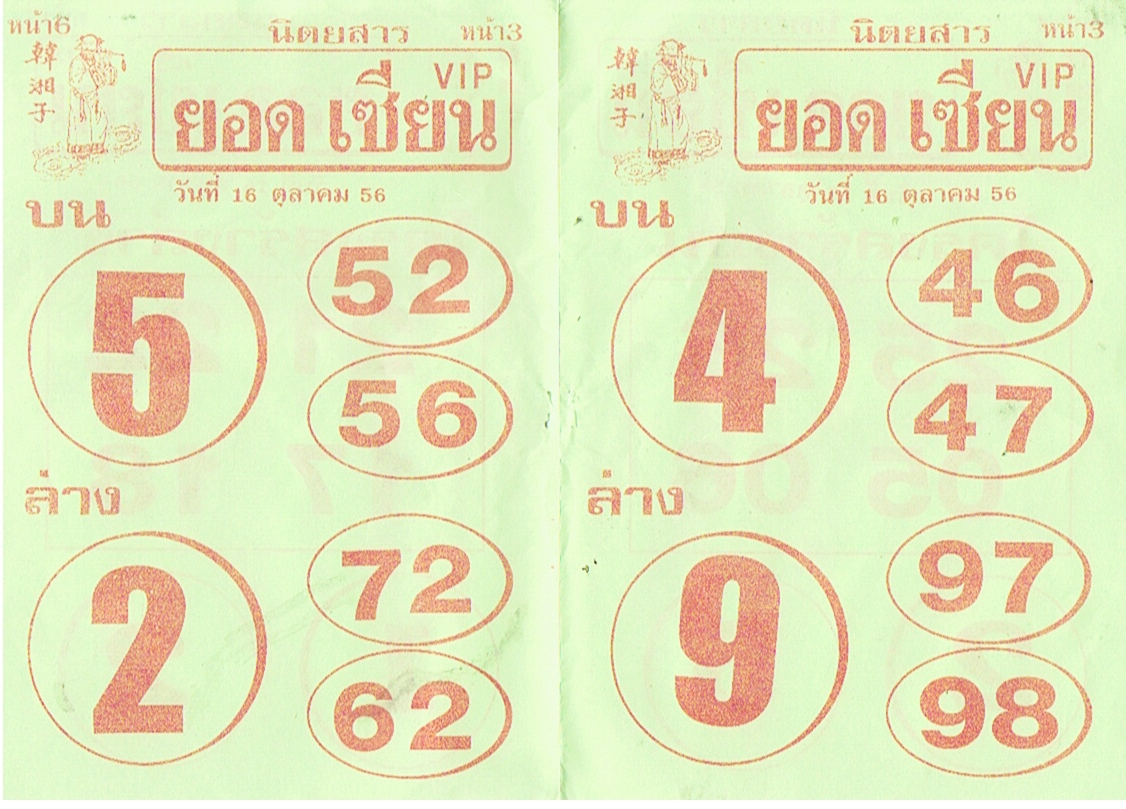 หน้า6
นิตยสาร
หน้า3
韓湘子
VIP
ยอด เซียน
วันที่ 16 ตุลาคม 56
บน
5
52
56
ล่าง
2
72
62
นิตยสาร
หน้า3
韓湘子
VIP
ยอด เซียน
วันที่ 16 ตุลาคม 56
บน
4
46
47
ล่าง
9
97
98